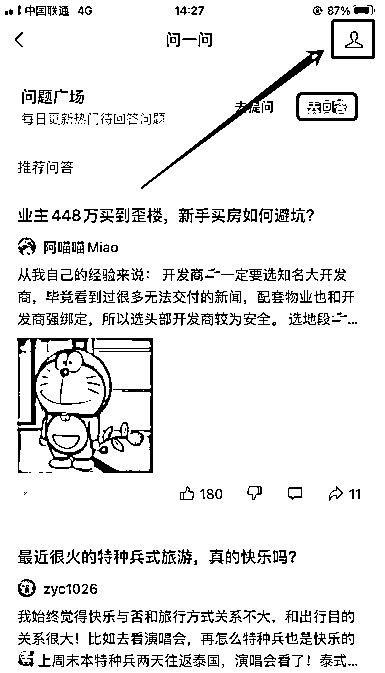 中国联通 4G 14:27 87%
问一问
问题广场
每日更新热门待回答问题
去提问 去回答
推荐问答
业主448万买到歪楼，新手买房如何避坑？
阿喵喵Miao
从我自己的经验来说： 开发商 一定要选知名大开发
商，毕竟看到过很多无法交付的新闻，配套物业也和开
发商强绑定，所以选头部开发商较为安全。 选地段 ...
180 11
最近很火的特种兵式旅游，真的快乐吗？
zyc1026
我始终觉得快乐与否和旅行方式关系不大，和出行目的
关系很大！比如去看演唱会，再怎么特种兵也是快乐的
上周末本特种兵两天往返泰国，演唱会看了！泰式...